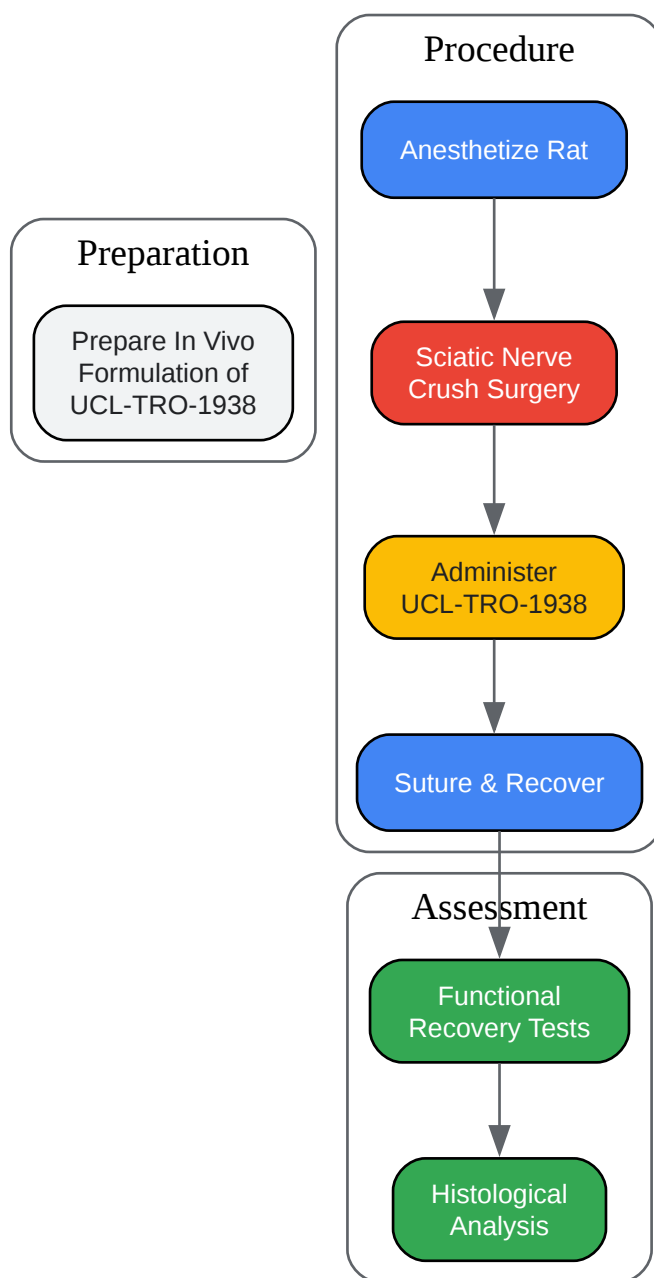 Procedure
Anesthetize Rat
Preparation
Prepare In Vivo
Formulation of
UCL-TRO-1938
Sciatic Nerve
Crush Surgery
Administer
UCL-TRO-1938
Suture & Recover
Assessment
Functional
Recovery Tests
Histological
Analysis